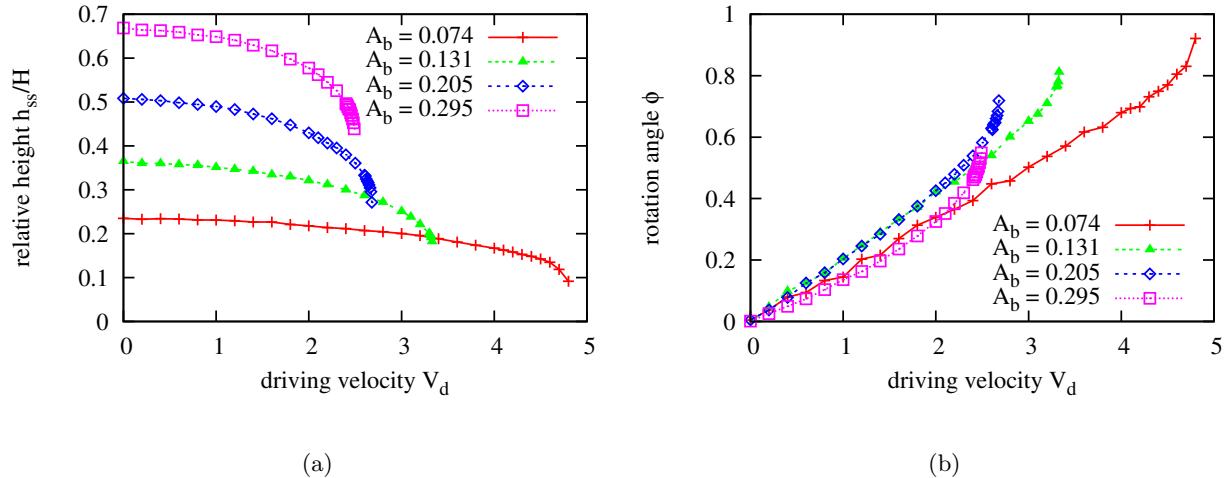 0.7
0.6
0.5
0.4
0.3
0.2
0.1
0
0 1 2 3 4 5
relative height h_ss/H
driving velocity V_d
A_b = 0.074
A_b = 0.131
A_b = 0.205
A_b = 0.295
(a)
1
0.8
0.6
0.4
0.2
0
0 1 2 3 4 5
rotation angle ϕ
driving velocity V_d
A_b = 0.074
A_b = 0.131
A_b = 0.205
A_b = 0.295
(b)